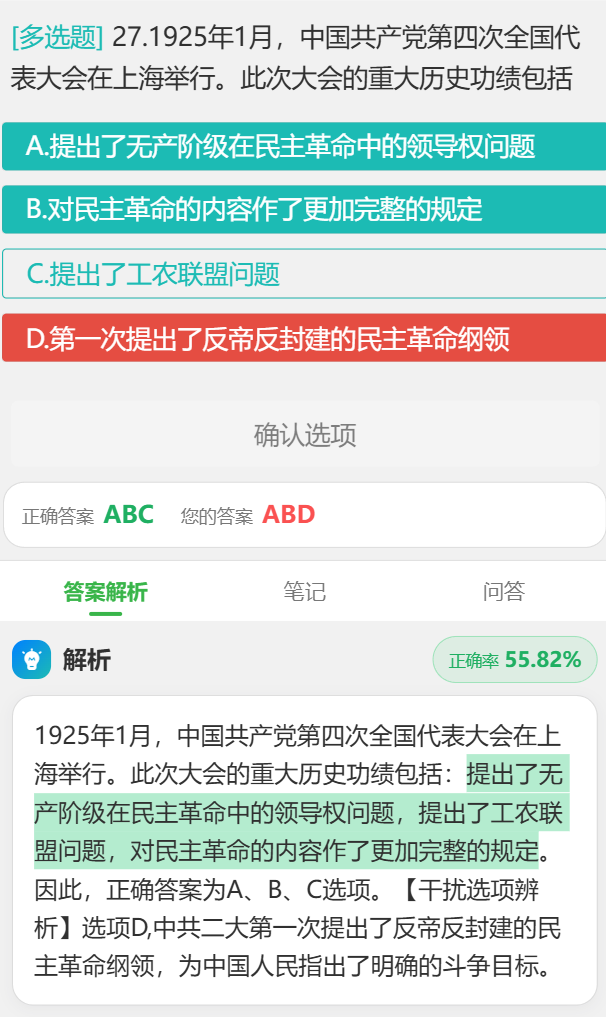 [多选题] 27.1925年1月，中国共产党第四次全国代
表大会在上海举行。此次大会的重大历史功绩包括
A.提出了无产阶级在民主革命中的领导权问题
B.对民主革命的内容作了更加完整的规定
C.提出了工农联盟问题
D.第一次提出了反帝反封建的民主革命纲领
确认选项
正确答案 ABC 您的答案 ABD
答案解析 笔记 问答
解析 正确率 55.82%
1925年1月，中国共产党第四次全国代表大会在上
海举行。此次大会的重大历史功绩包括：提出了无
产阶级在民主革命中的领导权问题，提出了工农联
盟问题，对民主革命的内容作了更加完整的规定。
因此，正确答案为A、B、C选项。【干扰选项辨
析】选项D,中共二大第一次提出了反帝反封建的民
主革命纲领，为中国人民指出了明确的斗争目标。